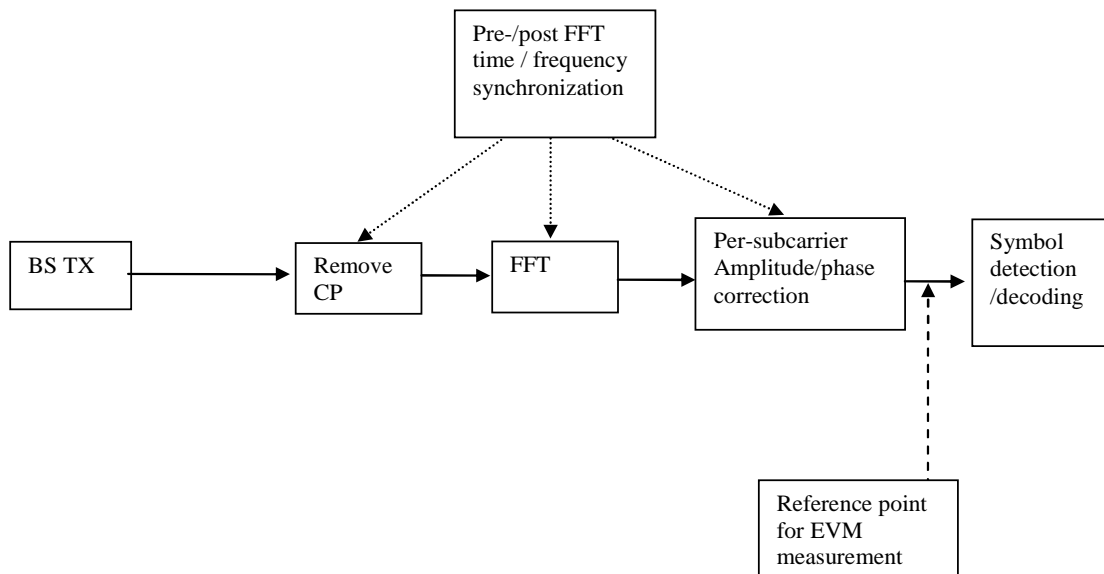 Pre-/post FFT
time / frequency
synchronization
BS TX
Remove
CP
FFT
Per-subcarrier
Amplitude/phase
correction
Symbol
detection
/decoding
Reference point
for EVM
measurement